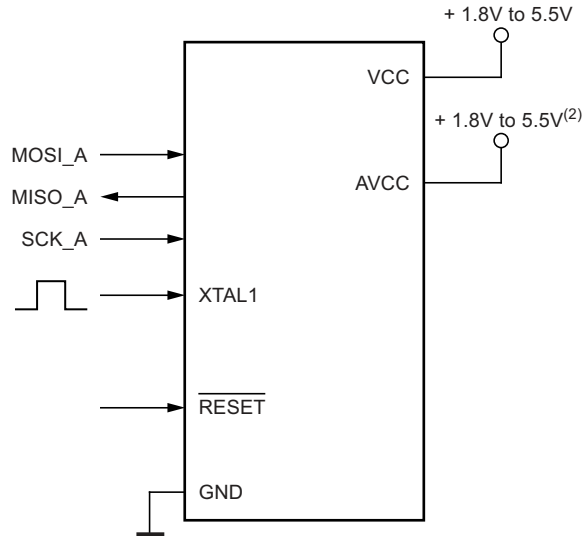 + 1.8V to 5.5V
VCC
+ 1.8V to 5.5V(2)
MOSI_A
AVCC
MISO_A
SCK_A
XTAL1
RESET
GND